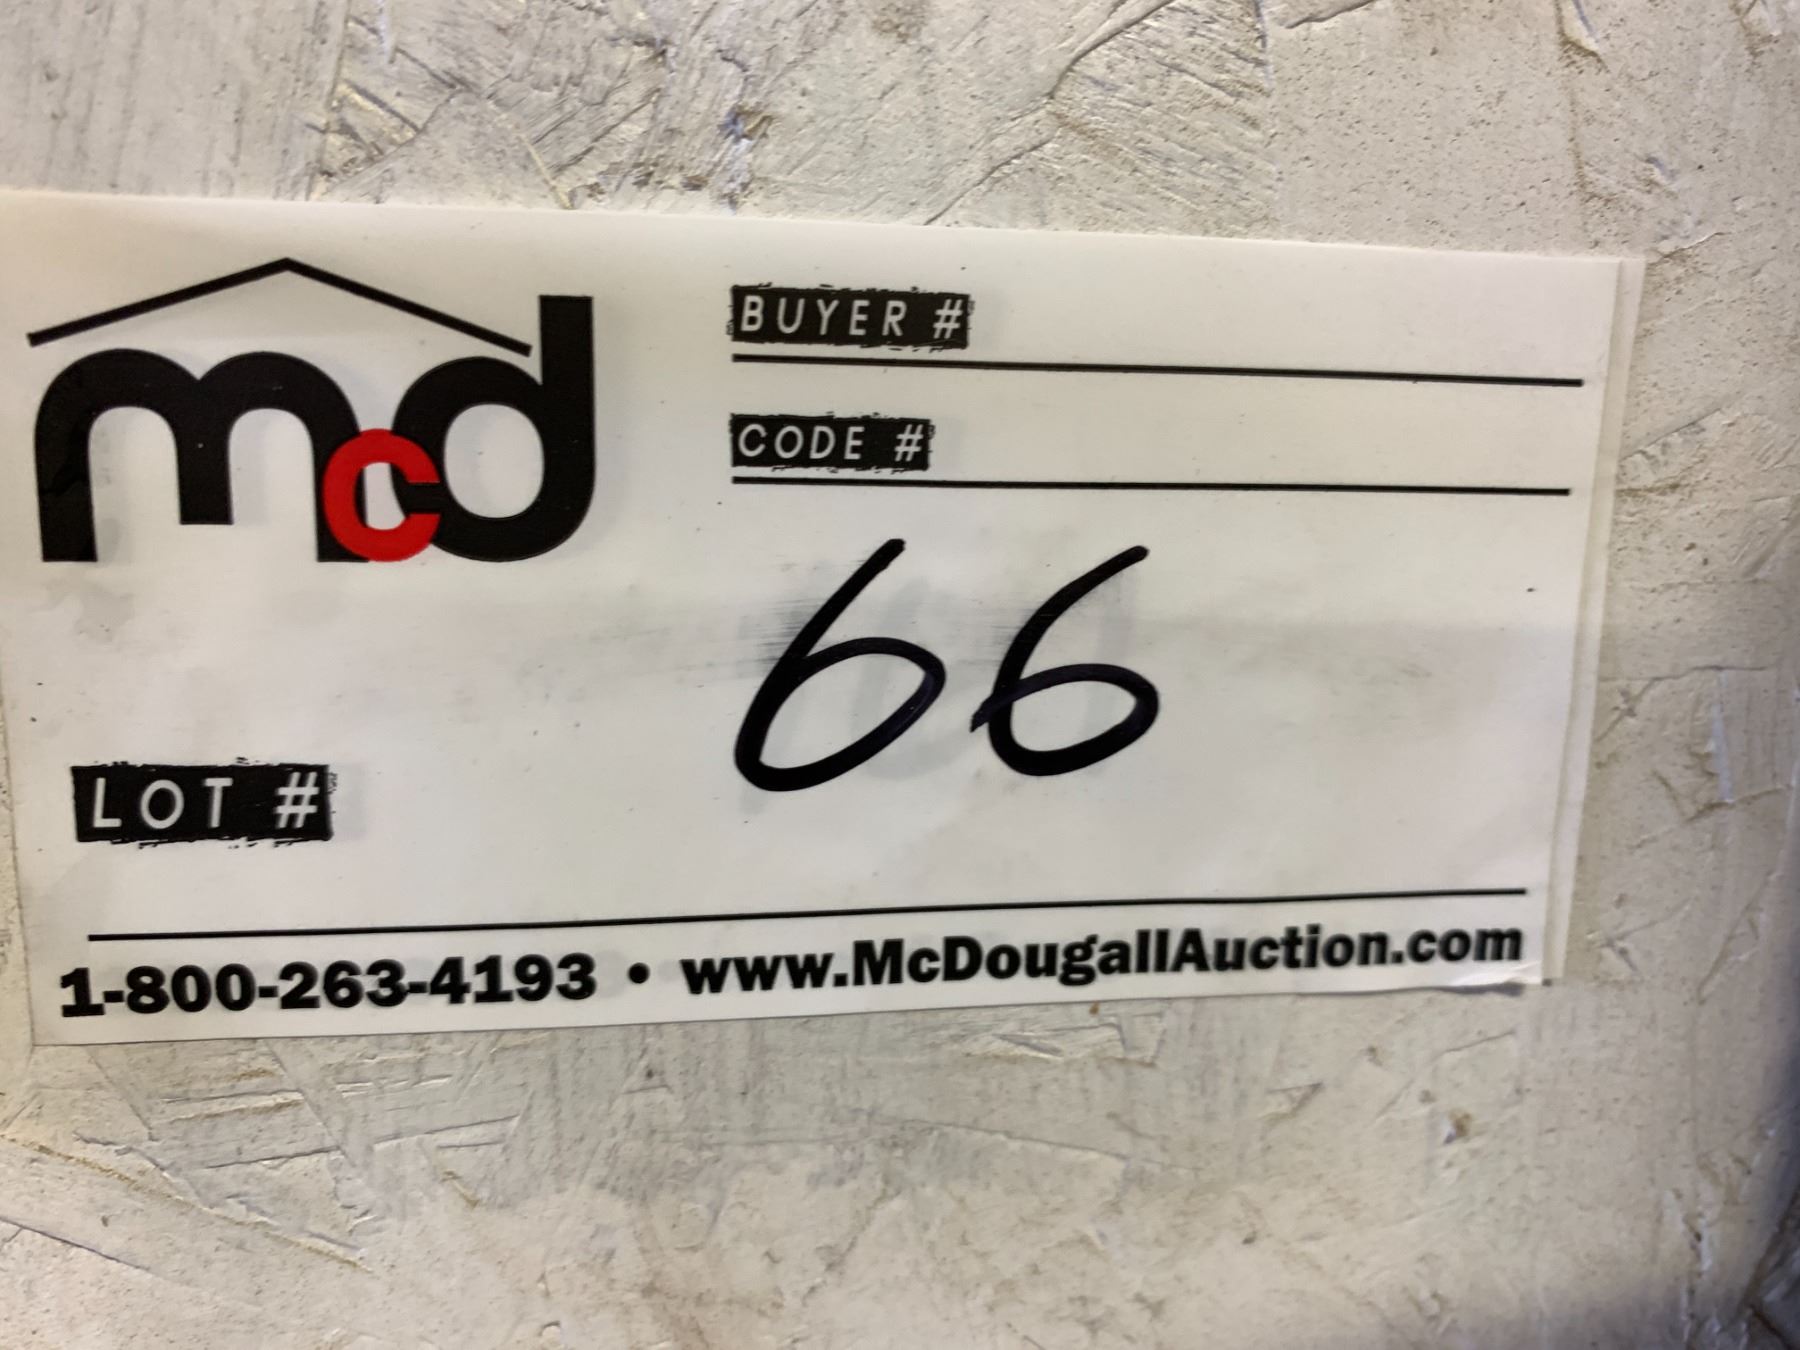 McD
BUYER #
CODE #
66
LOT #
1-800-263-4193 • www.McDougallAuction.com